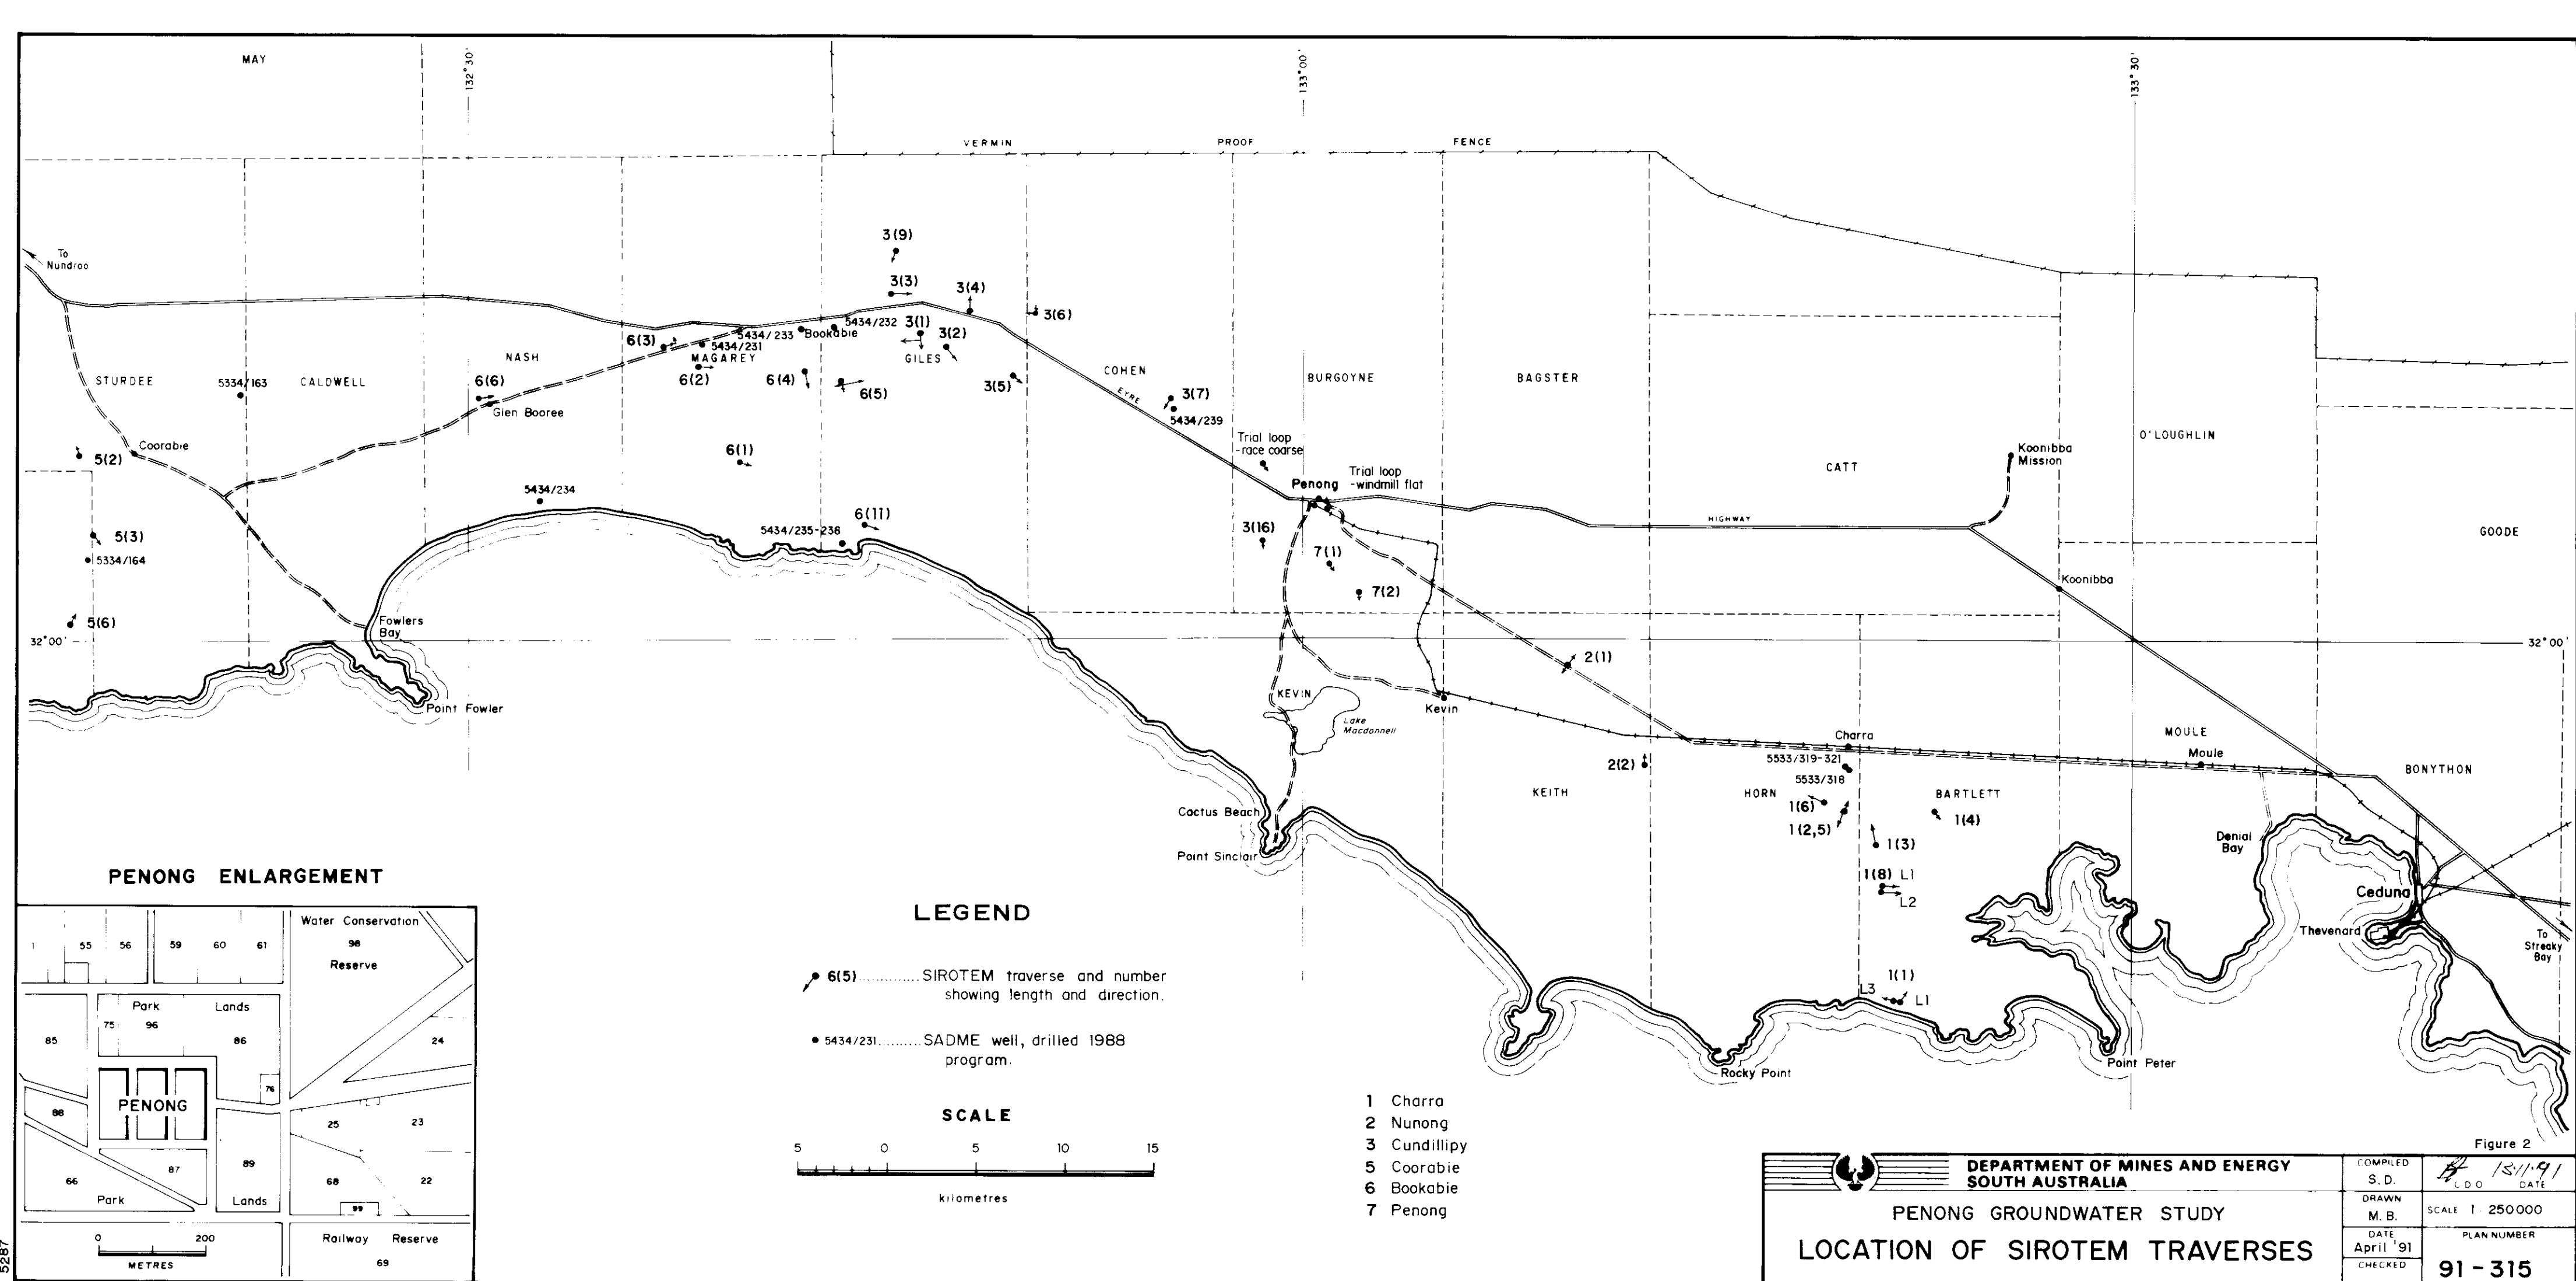 MAY
132°30'
133°00'
133°30'
VERMIN PROOF FENCE
To
Nundroo
3(9)
3(3)
3(4)
3(6)
5434/232
3(1)
3(2)
5434/233
Bookabie
6(3)
5434/231
MAGAREY
GILES
NASH
6(2)
6(4)
6(5)
3(5)
COHEN
EYRE
BURGOYNE
BAGSTER
STURDEE
5334/163
CALDWELL
6(6)
Glen Booree
3(7)
5434/239
Coorabie
5(2)
6(1)
Trial loop
-race coarse
Trial loop
-windmill flat
Penong
CATT
Koonibba
Mission
O'LOUGHLIN
5434/234
5434/235-238
6(11)
3(16)
HIGHWAY
GOODE
5(3)
5334/164
7(1)
7(2)
Koonibba
5(6)
Fowlers
Bay
32°00'
32°00'
2(1)
Point Fowler
KEVIN
Lake
Macdonnell
Kevin
Charra
MOULE
Moule
2(2)
5533/319-321
5533/318
BONYTHON
KEITH
HORN
BARTLETT
1(6)
1(2,5)
1(4)
1(3)
Cactus Beach
Point Sinclair
Denial
Bay
1(8) L1
L2
Ceduna
Thevenard
To
Streaky
Bay
1(1)
L3
L1
Rocky Point
Point Peter
PENONG ENLARGEMENT
Water Conservation
98
Reserve
1
55
56
59
60
61
Park Lands
75
96
86
85
24
76
88
PENONG
25
23
87
89
66
68
22
Park Lands
99
0 200
METRES
Railway Reserve
69
5287
LEGEND
6(5).............SIROTEM traverse and number
showing length and direction.
5434/231..........SADME well, drilled 1988
program.
SCALE
5 0 5 10 15
kilometres
1 Charra
2 Nunong
3 Cundillipy
5 Coorabie
6 Bookabie
7 Penong
Figure 2
DEPARTMENT OF MINES AND ENERGY
SOUTH AUSTRALIA
PENONG GROUNDWATER STUDY
LOCATION OF SIROTEM TRAVERSES
COMPILED
S.D.
C D O
DATE
DRAWN
M.B.
SCALE 1:250000
DATE
April '91
PLAN NUMBER
CHECKED
91-315